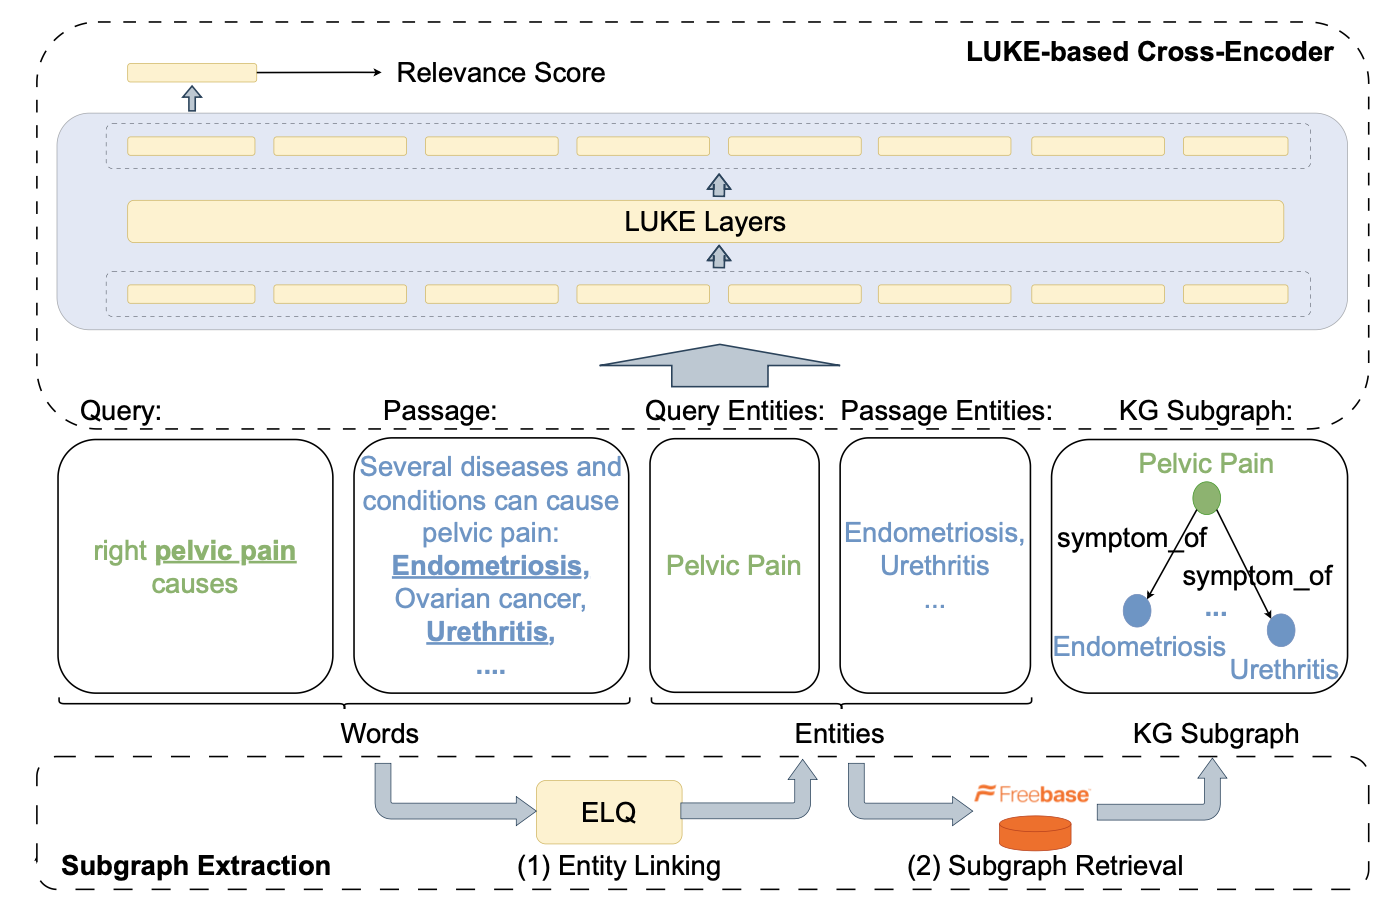 LUKE-based Cross-Encoder
Relevance Score
LUKE Layers
Query:
Passage:
Query Entities:
Passage Entities:
KG Subgraph:
right pelvic pain
causes
Several diseases and
conditions can cause
pelvic pain:
Endometriosis,
Ovarian cancer,
Urethritis,
....
Pelvic Pain
Endometriosis,
Urethritis
...
Pelvic Pain
symptom_of
symptom_of
...
Endometriosis
Urethritis
Words
Entities
KG Subgraph
ELQ
Freebase
Subgraph Extraction
(1) Entity Linking
(2) Subgraph Retrieval